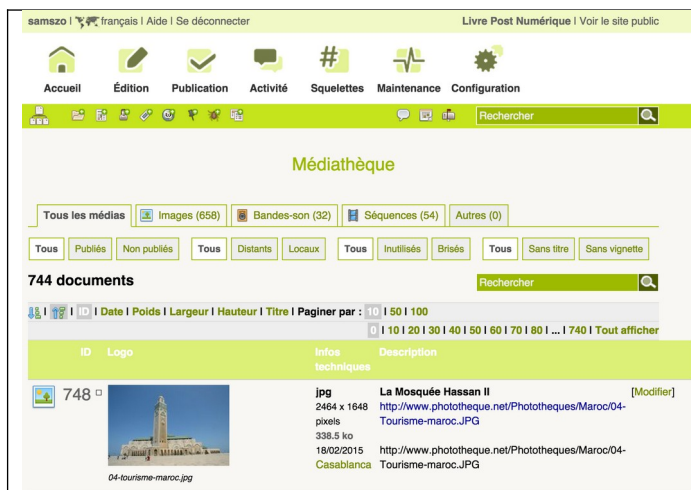 samszo I français I Aide I Se déconnecter Livre Post Numérique I Voir le site public
Accueil Édition Publication Activité Squelettes Maintenance Configuration
Rechercher
Médiathèque
Tous les médias Images (658) Bandes-son (32) Séquences (54) Autres (0)
Tous Publiés Non publiés Tous Distants Locaux Tous Inutilisés Brisés Tous Sans titre Sans vignette
744 documents Rechercher
I I ID I Date I Poids I Largeur I Hauteur I Titre I Paginer par : 10 I 50 I 100
0 I 10 I 20 I 30 I 40 I 50 I 60 I 70 I 80 I ... I 740 I Tout afficher
ID Logo Infos techniques Description
748 jpg La Mosquée Hassan II [Modifier]
2464 x 1648 http://www.phototheque.net/Phototheques/Maroc/04-
pixels Tourisme-maroc.JPG
338.5 ko
18/02/2015 http://www.phototheque.net/Phototheques/Maroc/04-
Casablanca Tourisme-maroc.JPG
04-tourisme-maroc.jpg